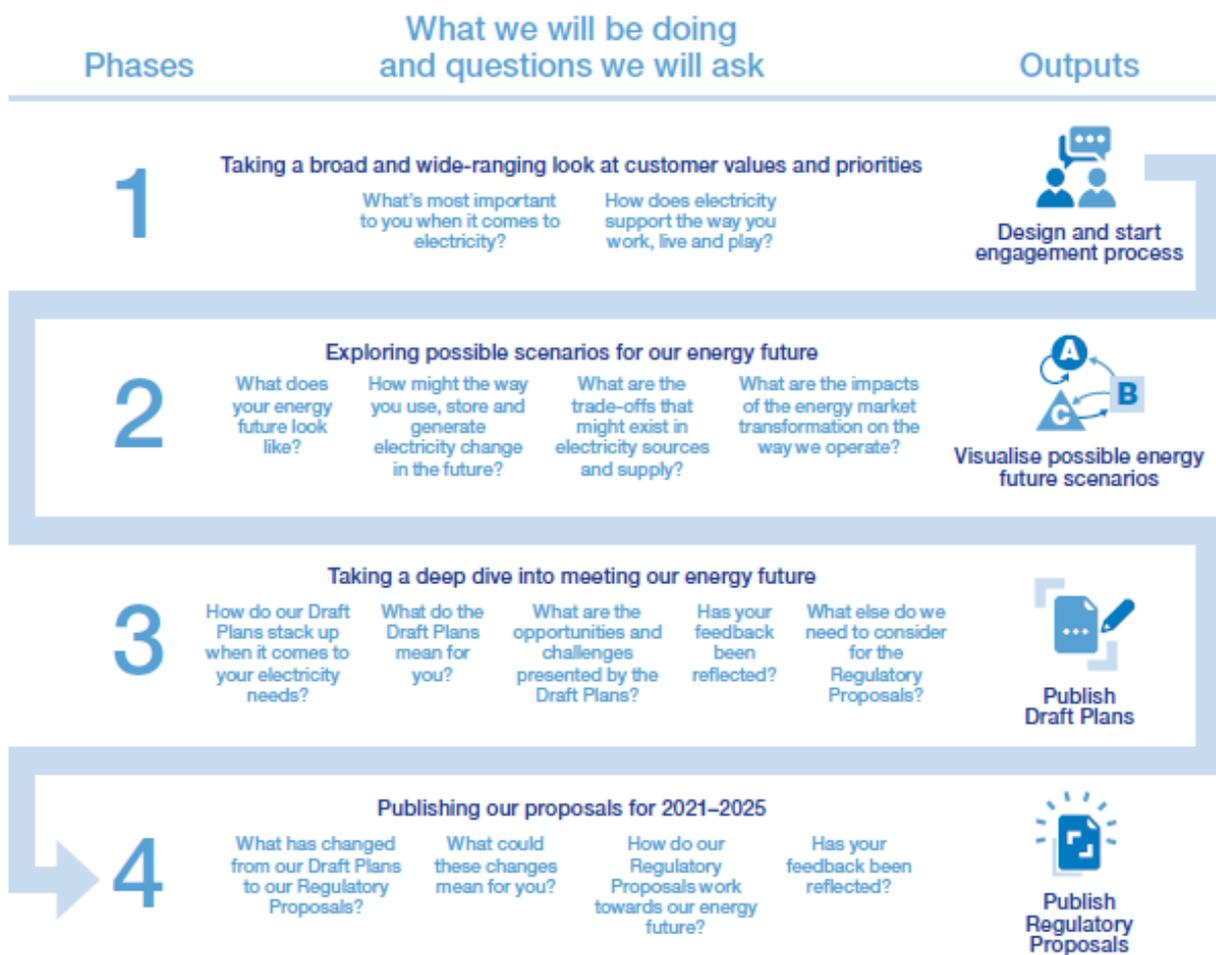 Phases
What we will be doing
and questions we will ask
Outputs
1
Taking a broad and wide-ranging look at customer values and priorities
What's most important
to you when it comes to
electricity?
How does electricity
support the way you
work, live and play?
Design and start
engagement process
2
Exploring possible scenarios for our energy future
What does
your energy
future look
like?
How might the way
you use, store and
generate
electricity change
in the future?
What are the
trade-offs that
might exist in
electricity sources
and supply?
What are the impacts
of the energy market
transformation on the
way we operate?
A
B
C
Visualise possible energy
future scenarios
3
Taking a deep dive into meeting our energy future
How do our Draft
Plans stack up
when it comes to
your electricity
needs?
What do the
Draft Plans
mean for
you?
What are the
opportunities and
challenges
presented by the
Draft Plans?
Has your
feedback
been
reflected?
What else do we
need to consider
for the
Regulatory
Proposals?
Publish
Draft Plans
4
Publishing our proposals for 2021–2025
What has changed
from our Draft Plans
to our Regulatory
Proposals?
What could
these changes
mean for you?
How do our
Regulatory
Proposals work
towards our energy
future?
Has your
feedback been
reflected?
Publish
Regulatory
Proposals